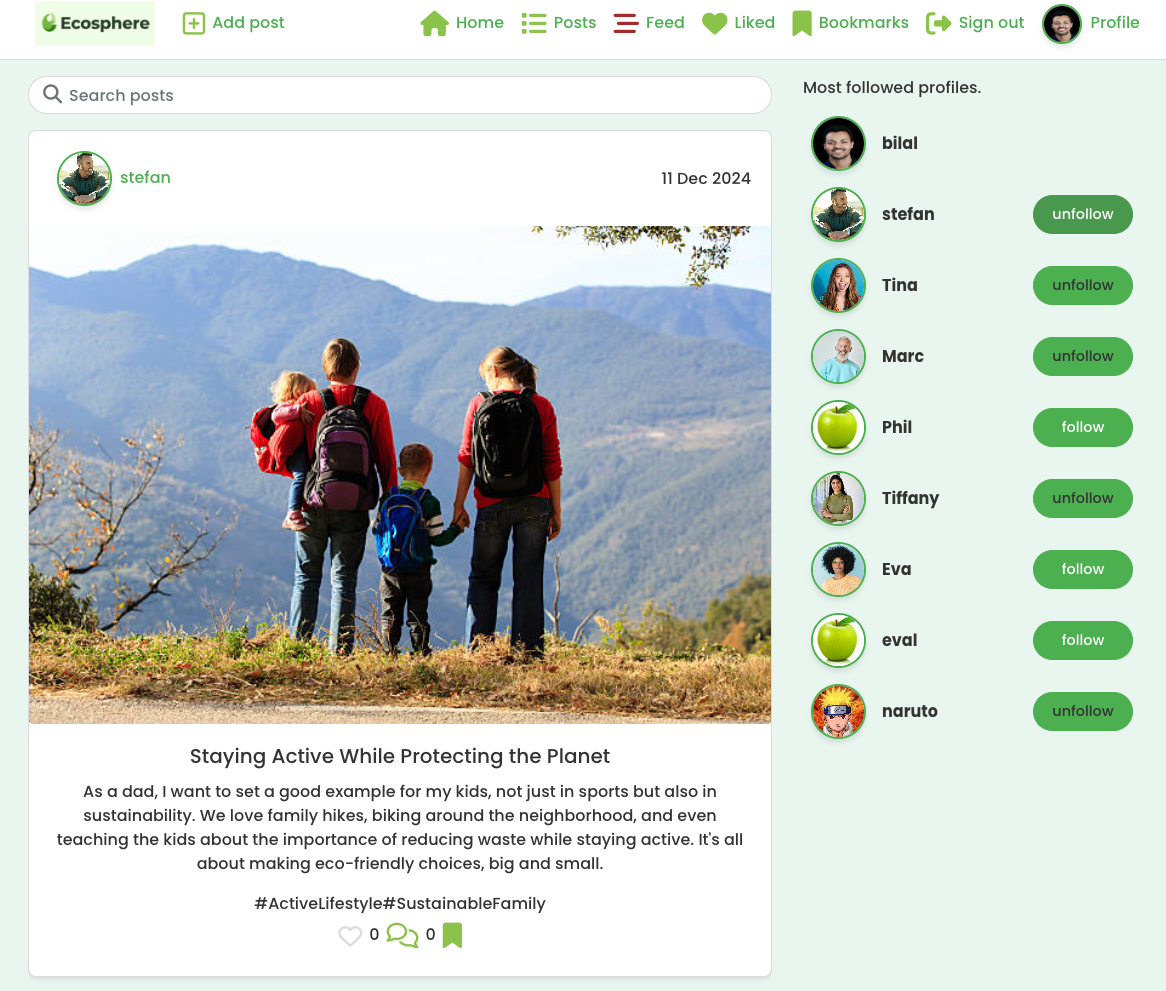 Ecosphere
Add post
Home
Posts
Feed
Liked
Bookmarks
Sign out
Profile
Search posts
stefan
11 Dec 2024
Staying Active While Protecting the Planet
As a dad, I want to set a good example for my kids, not just in sports but also in
sustainability. We love family hikes, biking around the neighborhood, and even
teaching the kids about the importance of reducing waste while staying active. It's all
about making eco-friendly choices, big and small.
#ActiveLifestyle#SustainableFamily
0
0
Most followed profiles.
bilal
stefan
unfollow
Tina
unfollow
Marc
unfollow
Phil
follow
Tiffany
unfollow
Eva
follow
eval
follow
naruto
unfollow